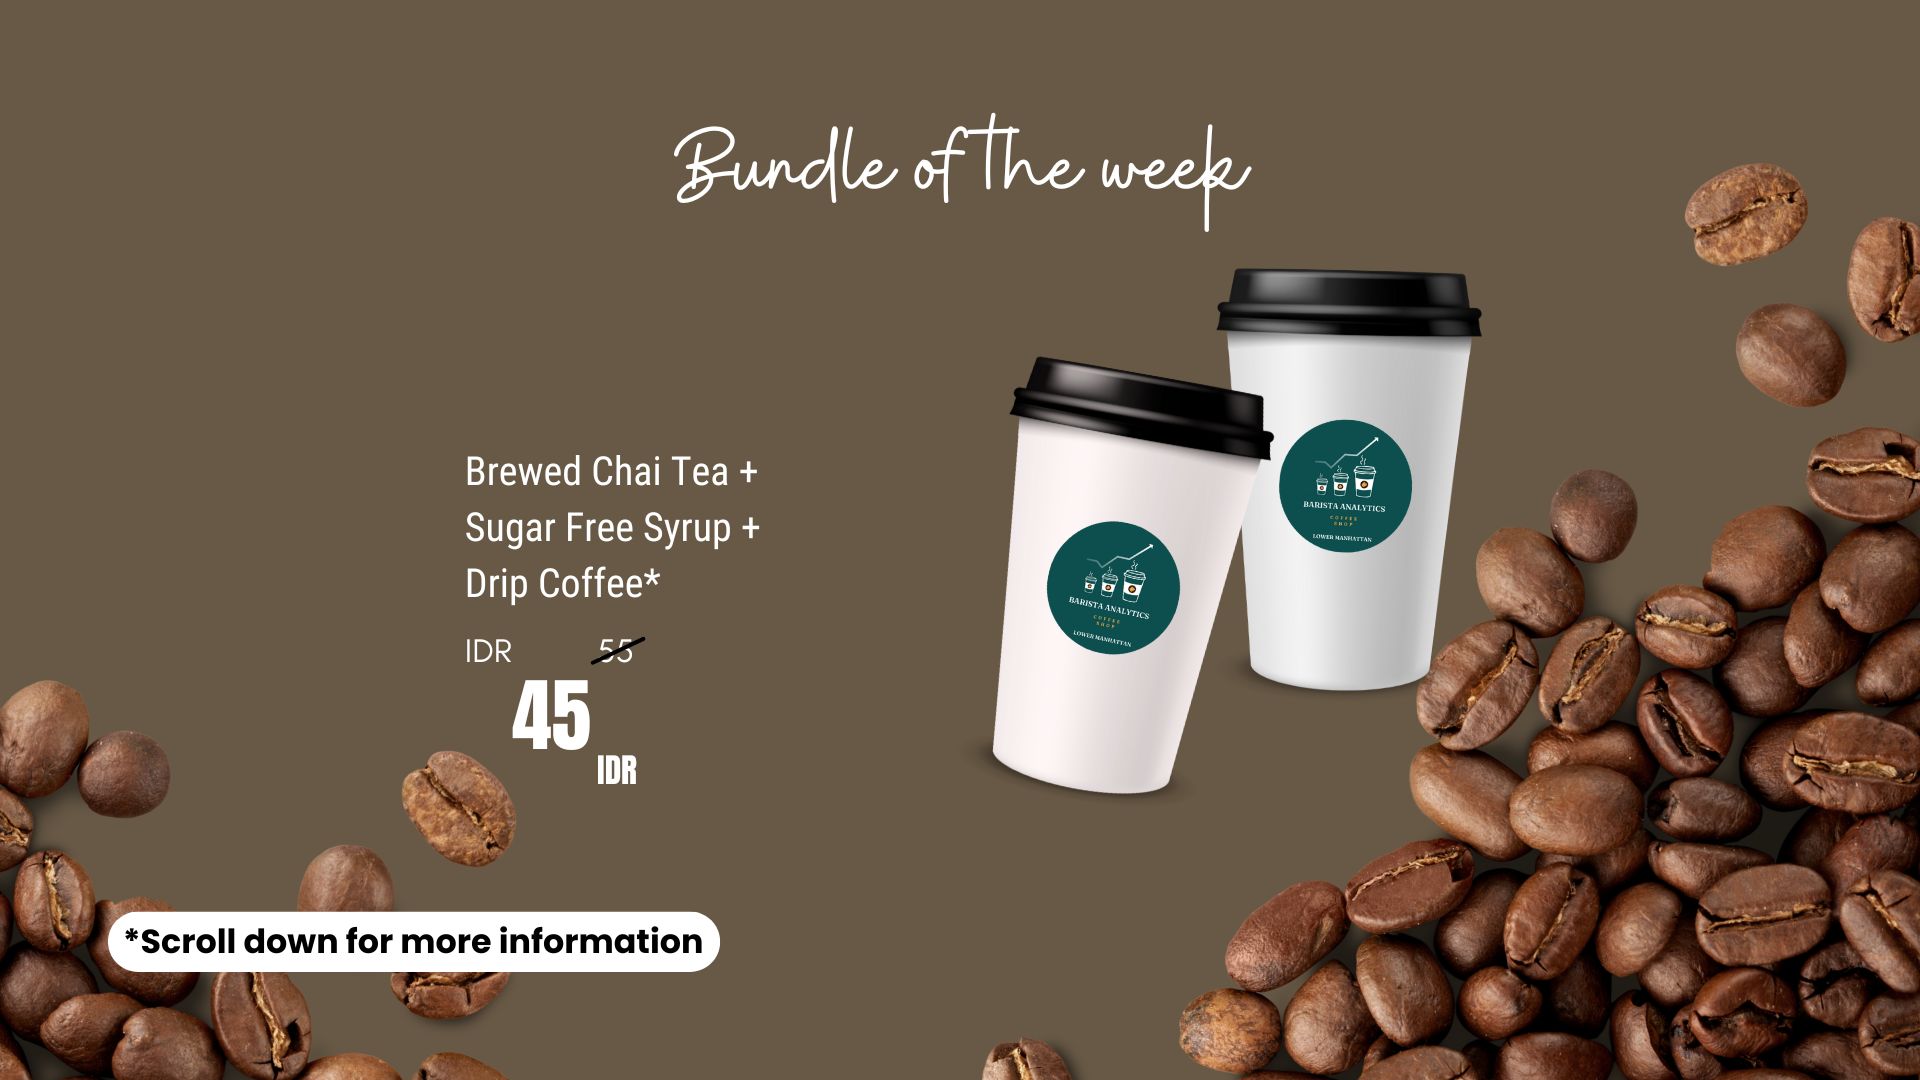 Bundle of the week
Brewed Chai Tea +
Sugar Free Syrup +
Drip Coffee*
IDR 55
45 IDR
BARISTA ANALYTICS
COFFEE
SHOP
LOWER MANHATTAN
BARISTA ANALYTICS
COFFEE
SHOP
LOWER MANHATTAN
*Scroll down for more information